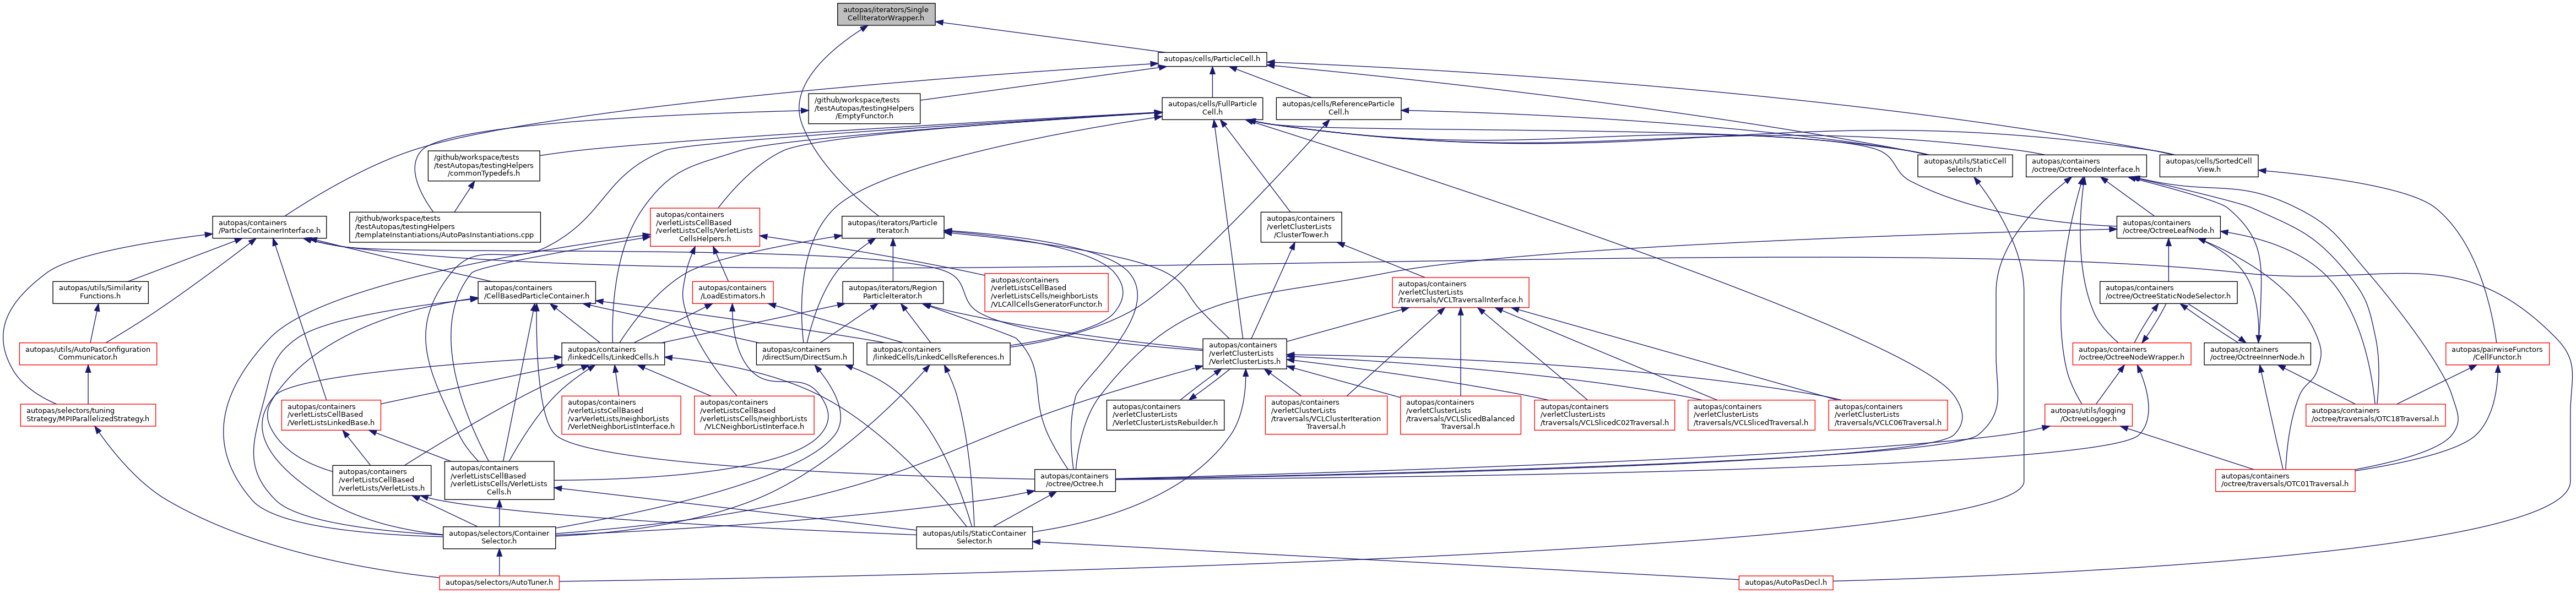 autopas/iterators/Single
CellIteratorWrapper.h
autopas/cells/ParticleCell.h
/github/workspace/tests
/testAutopas/testingHelpers
/EmptyFunctor.h
autopas/cells/FullParticle
Cell.h
autopas/cells/ReferenceParticle
Cell.h
/github/workspace/tests
/testAutopas/testingHelpers
/commonTypedefs.h
autopas/utils/StaticCell
Selector.h
autopas/containers
/octree/OctreeNodeInterface.h
autopas/cells/SortedCell
View.h
autopas/containers
/ParticleContainerInterface.h
/github/workspace/tests
/testAutopas/testingHelpers
/templateInstantiations/AutoPasInstantiations.cpp
autopas/containers
/verletListsCellBased
/verletListsCells/VerletLists
CellsHelpers.h
autopas/iterators/Particle
Iterator.h
autopas/containers
/verletClusterLists
/ClusterTower.h
autopas/containers
/octree/OctreeLeafNode.h
autopas/utils/Similarity
Functions.h
autopas/containers
/CellBasedParticleContainer.h
autopas/containers
/LoadEstimators.h
autopas/iterators/Region
ParticleIterator.h
autopas/containers
/verletListsCellBased
/verletListsCells/neighborLists
/VLCAllCellsGeneratorFunctor.h
autopas/containers
/verletClusterLists
/traversals/VCLTraversalInterface.h
autopas/containers
/octree/OctreeStaticNodeSelector.h
autopas/utils/AutoPasConfiguration
Communicator.h
autopas/containers
/linkedCells/LinkedCells.h
autopas/containers
/directSum/DirectSum.h
autopas/containers
/linkedCells/LinkedCellsReferences.h
autopas/containers
/verletClusterLists
/VerletClusterLists.h
autopas/containers
/octree/OctreeNodeWrapper.h
autopas/containers
/octree/OctreeInnerNode.h
autopas/pairwiseFunctors
/CellFunctor.h
autopas/selectors/tuning
Strategy/MPIParallelizedStrategy.h
autopas/containers
/verletListsCellBased
/VerletListsLinkedBase.h
autopas/containers
/verletListsCellBased
/varVerletLists/neighborLists
/VerletNeighborListInterface.h
autopas/containers
/verletListsCellBased
/verletListsCells/neighborLists
/VLCNeighborListInterface.h
autopas/containers
/verletClusterLists
/VerletClusterListsRebuilder.h
autopas/containers
/verletClusterLists
/traversals/VCLClusterIteration
Traversal.h
autopas/containers
/verletClusterLists
/traversals/VCLSlicedBalanced
Traversal.h
autopas/containers
/verletClusterLists
/traversals/VCLSlicedC02Traversal.h
autopas/containers
/verletClusterLists
/traversals/VCLSlicedTraversal.h
autopas/containers
/verletClusterLists
/traversals/VCLC06Traversal.h
autopas/utils/logging
/OctreeLogger.h
autopas/containers
/octree/traversals/OTC18Traversal.h
autopas/containers
/verletListsCellBased
/verletLists/VerletLists.h
autopas/containers
/verletListsCellBased
/verletListsCells/VerletLists
Cells.h
autopas/containers
/octree/Octree.h
autopas/containers
/octree/traversals/OTC01Traversal.h
autopas/selectors/Container
Selector.h
autopas/utils/StaticContainer
Selector.h
autopas/selectors/AutoTuner.h
autopas/AutoPasDecl.h